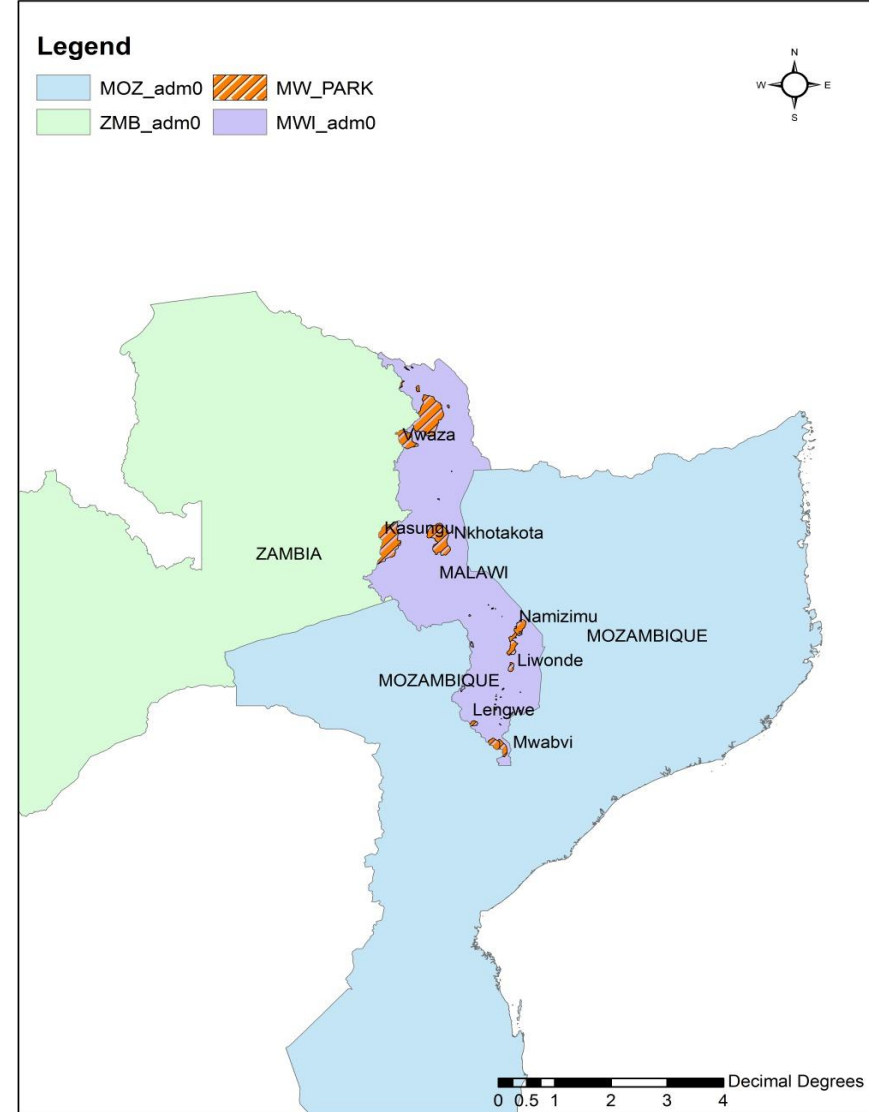 Legend
MOZ_adm0 MW_PARK
ZMB_adm0 MWI_adm0
N
W E
S
Vwaza
Kasungu
Nkhotakota
ZAMBIA
MALAWI
Namizimu
MOZAMBIQUE
Liwonde
MOZAMBIQUE
Lengwe
Mwabvi
Decimal Degrees
0 0.5 1 2 3 4